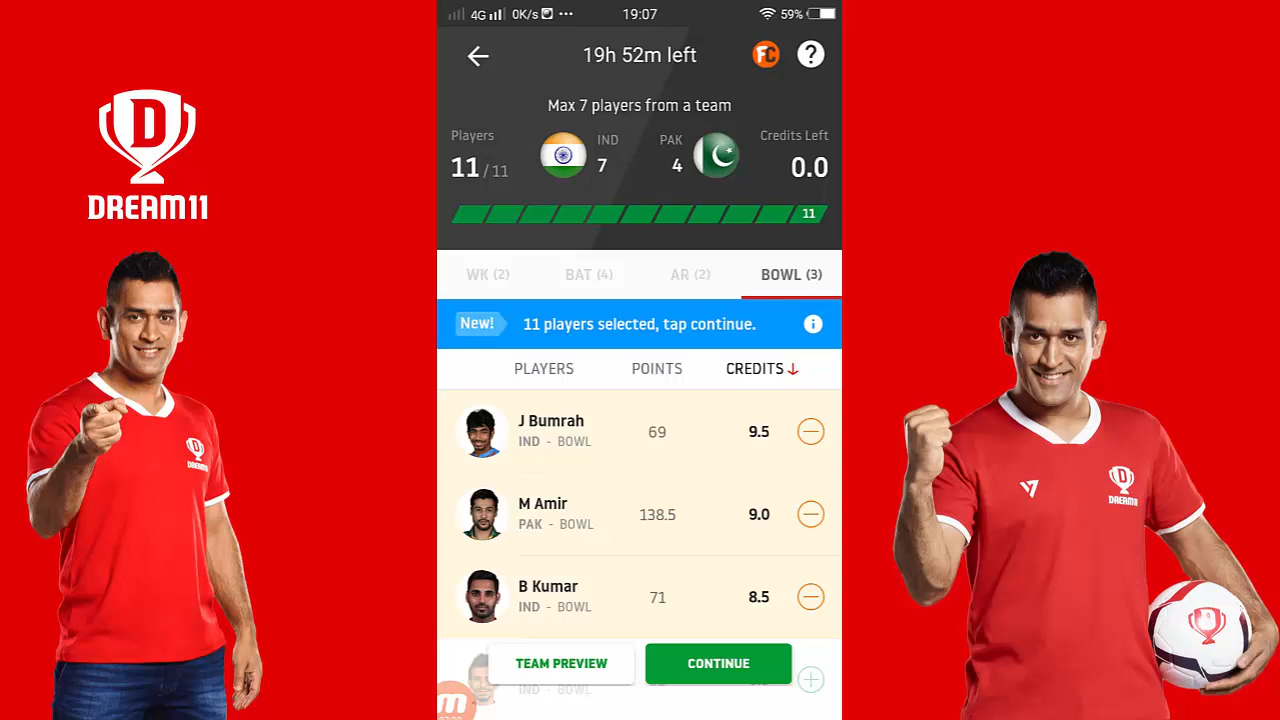 4G 0K/s ••• 19:07 59%
19h 52m left
FC ?
Max 7 players from a team
Players IND PAK Credits Left
11/11 7 4 0.0
11
WK (2) BAT (4) AR (2) BOWL (3)
New! 11 players selected, tap continue.
PLAYERS POINTS CREDITS
J Bumrah
IND - BOWL 69 9.5
M Amir
PAK - BOWL 138.5 9.0
B Kumar
IND - BOWL 71 8.5
TEAM PREVIEW CONTINUE
IND - BOWL
D
DREAM11
DREAM11
D
DREAM11
D